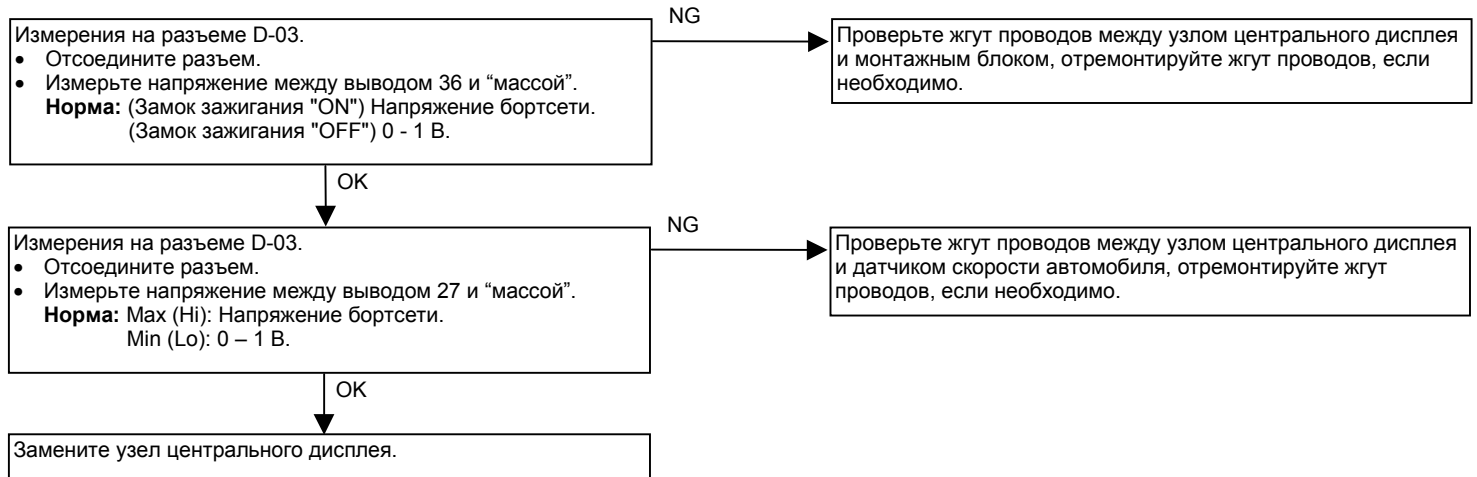 Измерения на разъеме D-03.
• Отсоедините разъем.
• Измерьте напряжение между выводом 36 и “массой”.
Норма: (Замок зажигания "ON") Напряжение бортсети.
(Замок зажигания "OFF") 0 - 1 В.
NG
Проверьте жгут проводов между узлом центрального дисплея
и монтажным блоком, отремонтируйте жгут проводов, если
необходимо.
OK
Измерения на разъеме D-03.
• Отсоедините разъем.
• Измерьте напряжение между выводом 27 и “массой”.
Норма: Max (Hi): Напряжение бортсети.
Min (Lo): 0 – 1 В.
NG
Проверьте жгут проводов между узлом центрального дисплея
и датчиком скорости автомобиля, отремонтируйте жгут
проводов, если необходимо.
OK
Замените узел центрального дисплея.